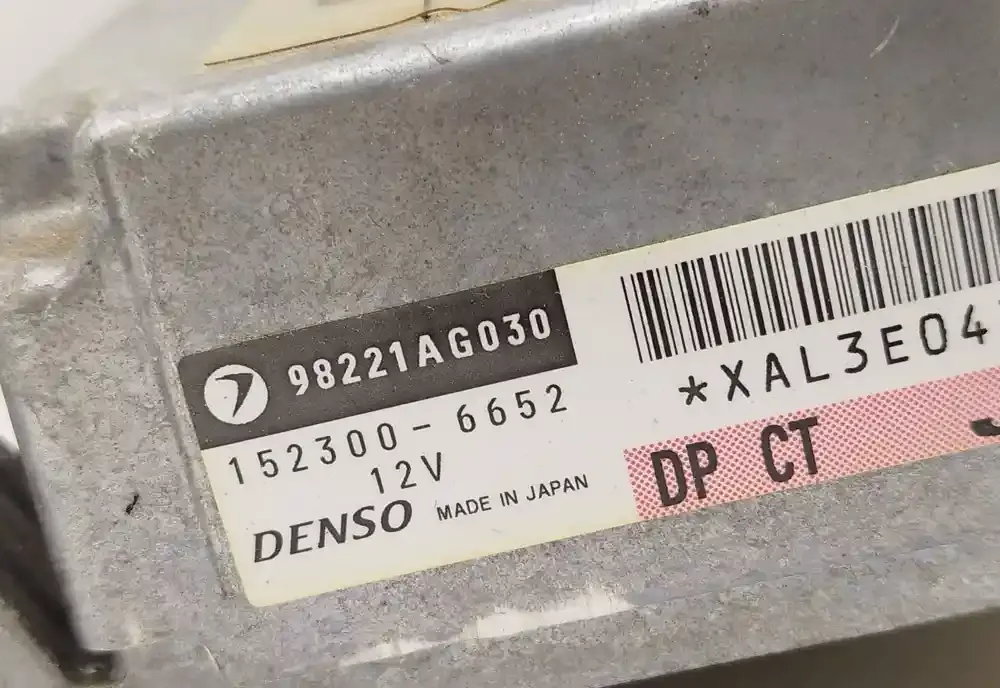 98221AG030
152300-6652
12V
DENSO MADE IN JAPAN
*XAL3E04
DP CT